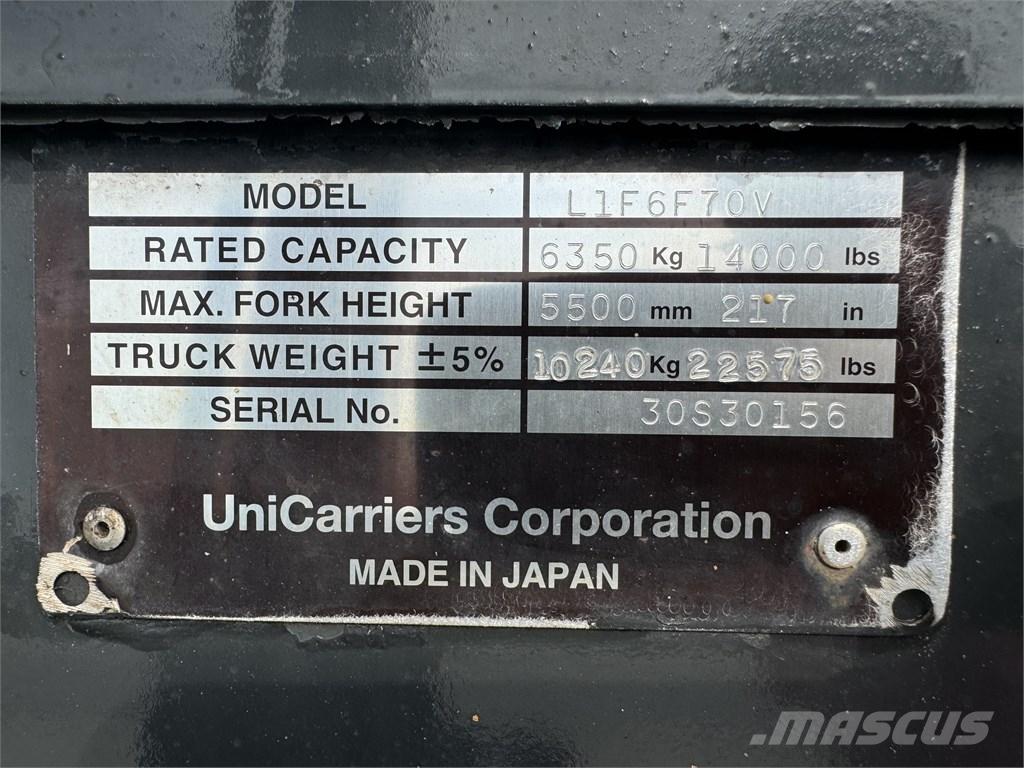 MODEL L1F6F70V
RATED CAPACITY 6350 Kg 14000 lbs
MAX. FORK HEIGHT 5500 mm 217 in
TRUCK WEIGHT ±5% 10240 Kg 22575 lbs
SERIAL No. 30S30156
UniCarriers Corporation
MADE IN JAPAN
MASCUS